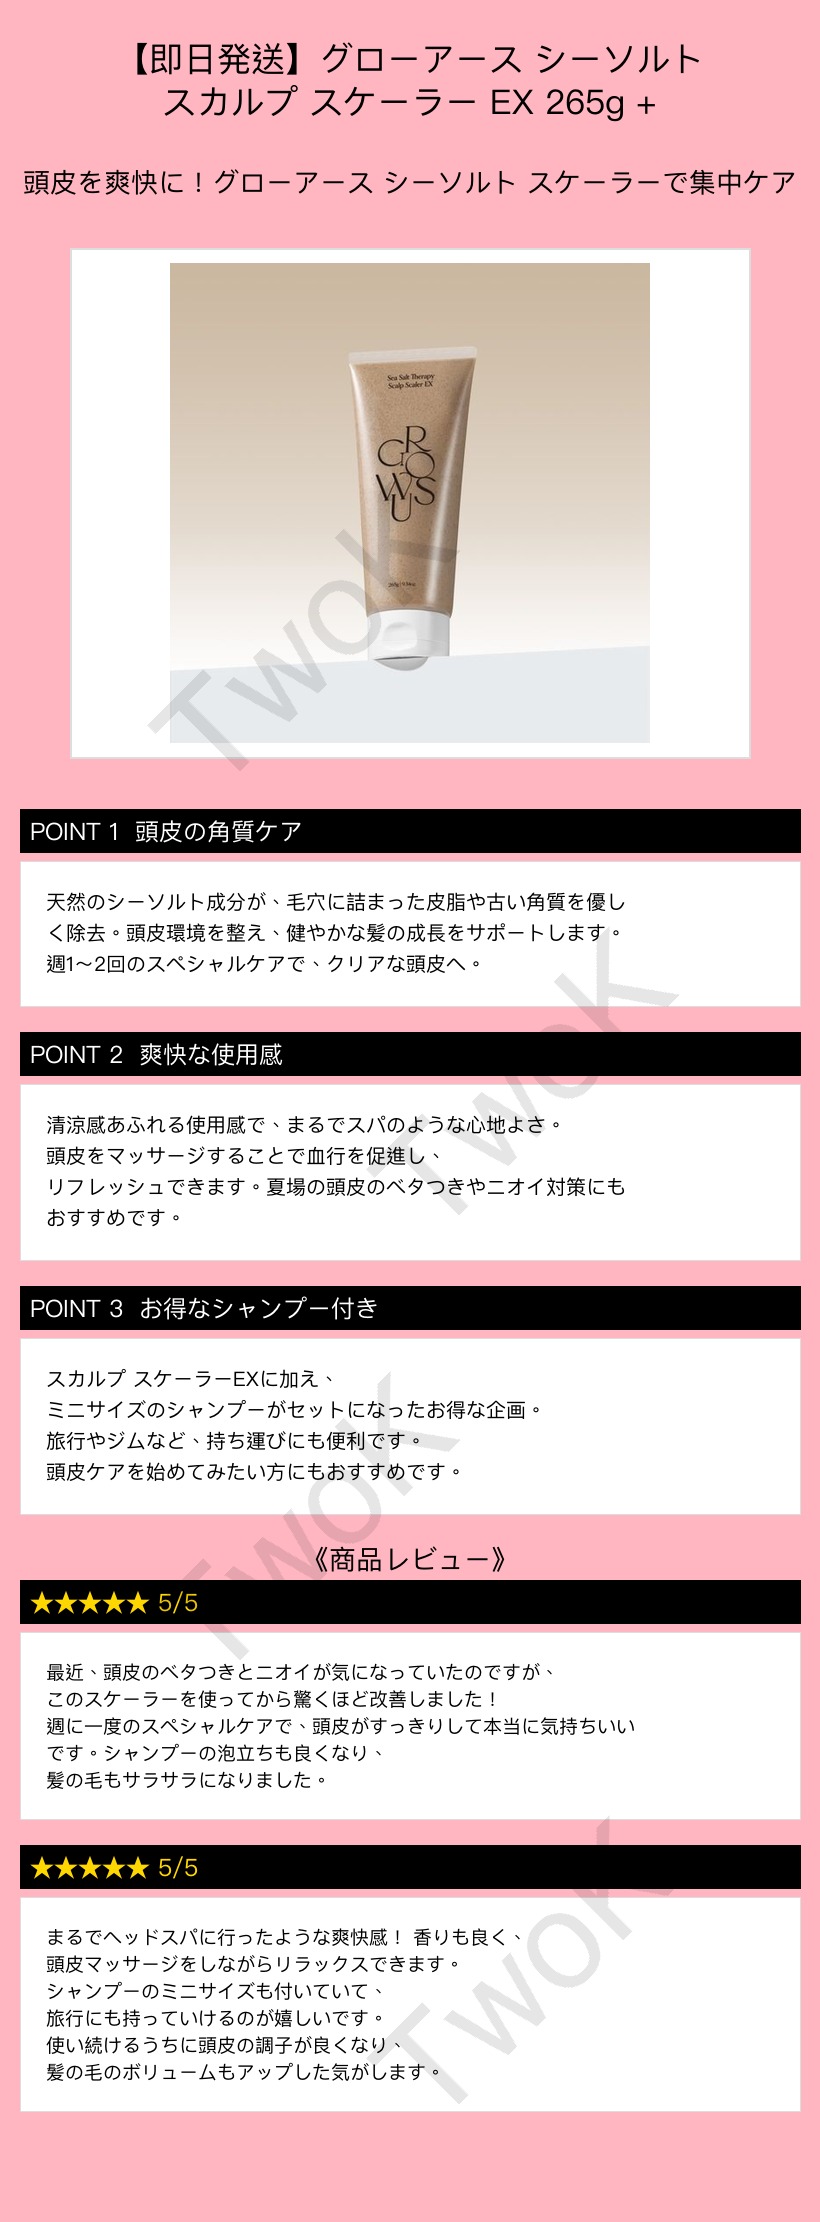 【即日発送】グローアース シーソルト
スカルプ スケーラー EX 265g +
頭皮を爽快に！グローアース シーソルト スケーラーで集中ケア
Sea Salt Therapy
Scalp Scaler EX
GROWUS
265g | 9.34oz
TwoK
POINT 1 頭皮の角質ケア
天然のシーソルト成分が、毛穴に詰まった皮脂や古い角質を優し
く除去。頭皮環境を整え、健やかな髪の成長をサポートします。
週1〜2回のスペシャルケアで、クリアな頭皮へ。
TwoK
POINT 2 爽快な使用感
清涼感あふれる使用感で、まるでスパのような心地よさ。
頭皮をマッサージすることで血行を促進し、
リフレッシュできます。夏場の頭皮のベタつきやニオイ対策にも
おすすめです。
POINT 3 お得なシャンプー付き
スカルプ スケーラーEXに加え、
ミニサイズのシャンプーがセットになったお得な企画。
旅行やジムなど、持ち運びにも便利です。
頭皮ケアを始めてみたい方にもおすすめです。
TwoK
《商品レビュー》
★★★★★ 5/5
最近、頭皮のベタつきとニオイが気になっていたのですが、
このスケーラーを使ってから驚くほど改善しました！
週に一度のスペシャルケアで、頭皮がすっきりして本当に気持ちいい
です。シャンプーの泡立ちも良くなり、
髪の毛もサラサラになりました。
★★★★★ 5/5
まるでヘッドスパに行ったような爽快感！ 香りも良く、
頭皮マッサージをしながらリラックスできます。
シャンプーのミニサイズも付いていて、
旅行にも持っていけるのが嬉しいです。
使い続けるうちに頭皮の調子が良くなり、
髪の毛のボリュームもアップした気がします。
TwoK